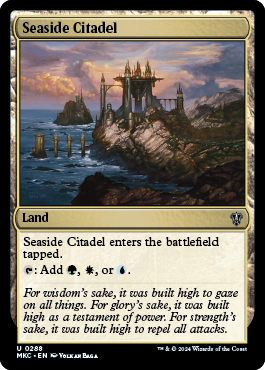 Seaside Citadel
Land
Seaside Citadel enters the battlefield
tapped.
: Add , , or .
For wisdom's sake, it was built high to gaze
on all things. For glory's sake, it was built
high as a testament of power. For strength's
sake, it was built high to repel all attacks.
U 0288
MKC • EN Volkan Baga
™ & © 2024 Wizards of the Coast